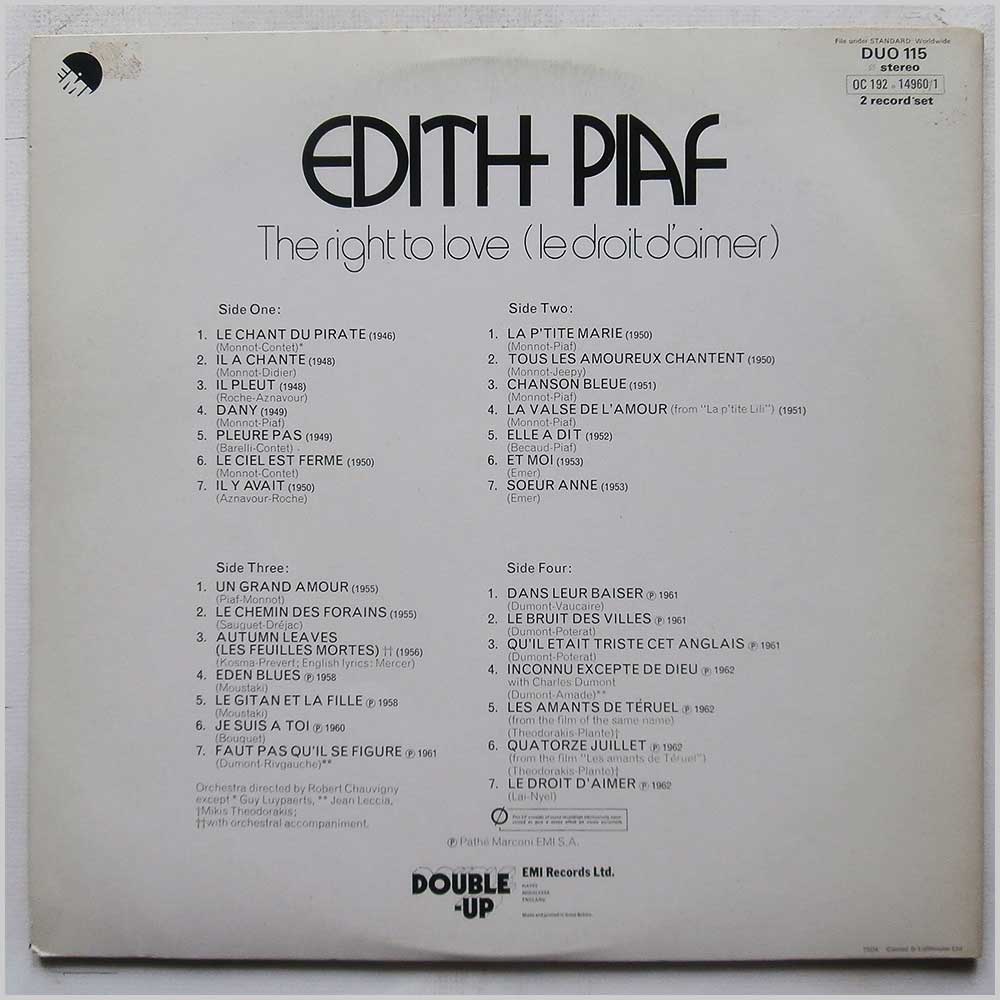 EMI
File under STANDARD: Worldwide
DUO 115
stereo
OC 192 · 14960/1
2 record set
EDITH PIAF
The right to love (le droit d'aimer)
Side One:
1. LE CHANT DU PIRATE (1946)
(Monnot-Contet)*
2. IL A CHANTE (1948)
(Monnot-Didier)
3. IL PLEUT (1948)
(Roche-Aznavour)
4. DANY (1949)
(Monnot-Piaf)
5. PLEURE PAS (1949)
(Barelli-Contet)
6. LE CIEL EST FERME (1950)
(Monnot-Contet)
7. IL Y AVAIT (1950)
(Aznavour-Roche)
Side Two:
1. LA P'TITE MARIE (1950)
(Monnot-Piaf)
2. TOUS LES AMOUREUX CHANTENT (1950)
(Monnot-Jeepy)
3. CHANSON BLEUE (1951)
(Monnot-Piaf)
4. LA VALSE DE L'AMOUR (from "La p'tite Lili") (1951)
(Monnot-Piaf)
5. ELLE A DIT (1952)
(Becaud-Piaf)
6. ET MOI (1953)
(Emer)
7. SOEUR ANNE (1953)
(Emer)
Side Three:
1. UN GRAND AMOUR (1955)
(Piaf-Monnot)
2. LE CHEMIN DES FORAINS (1955)
(Sauguet-Dréjac)
3. AUTUMN LEAVES
(LES FEUILLES MORTES) †† (1956)
(Kosma-Prevert; English lyrics: Mercer)
4. EDEN BLUES ℗ 1958
(Moustaki)
5. LE GITAN ET LA FILLE ℗ 1958
(Moustaki)
6. JE SUIS A TOI ℗ 1960
(Bouquet)
7. FAUT PAS QU'IL SE FIGURE ℗ 1961
(Dumont-Rivgauche)**
Orchestra directed by Robert Chauvigny
except * Guy Luypaerts, ** Jean Leccia,
†Mikis Theodorakis;
††with orchestral accompaniment.
Side Four:
1. DANS LEUR BAISER ℗ 1961
(Dumont-Vaucaire)
2. LE BRUIT DES VILLES ℗ 1961
(Dumont-Poterat)
3. QU'IL ETAIT TRISTE CET ANGLAIS ℗ 1961
(Dumont-Poterat)
4. INCONNU EXCEPTE DE DIEU ℗ 1962
with Charles Dumont
(Dumont-Amade)**
5. LES AMANTS DE TÉRUEL ℗ 1962
(from the film of the same name)
(Theodorakis-Plante)†
6. QUATORZE JUILLET ℗ 1962
(from the film "Les amants de Téruel")
(Theodorakis-Plante)†
7. LE DROIT D'AIMER ℗ 1962
(Lai-Nyel)
℗ Pathé Marconi EMI S.A.
DOUBLE
-UP
EMI Records Ltd.
HAYES
MIDDLESEX
ENGLAND
Made and printed in Great Britain.